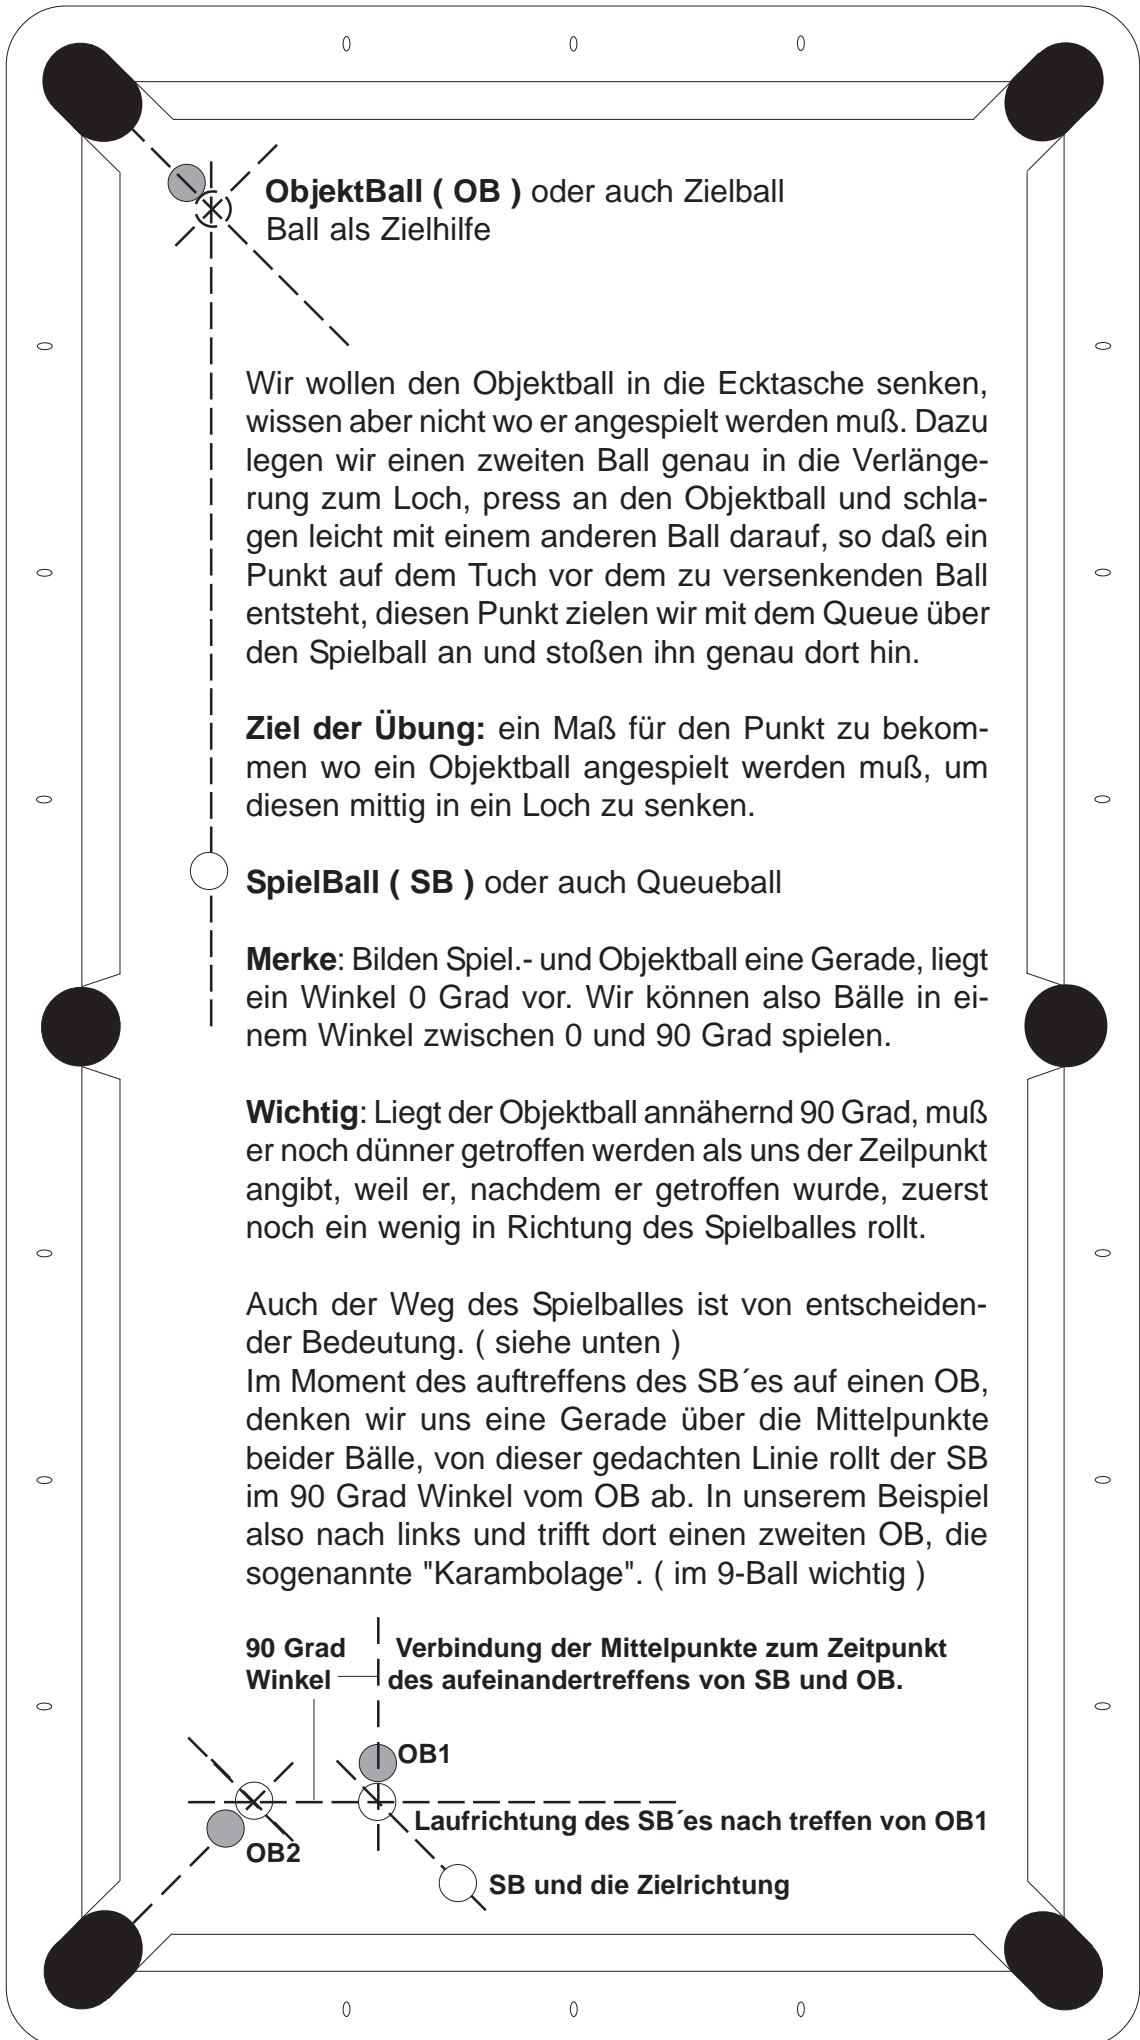 ObjektBall ( OB ) oder auch Zielball
Ball als Zielhilfe
Wir wollen den Objektball in die Ecktasche senken,
wissen aber nicht wo er angespielt werden muß. Dazu
legen wir einen zweiten Ball genau in die Verlänge-
rung zum Loch, press an den Objektball und schla-
gen leicht mit einem anderen Ball darauf, so daß ein
Punkt auf dem Tuch vor dem zu versenkenden Ball
entsteht, diesen Punkt zielen wir mit dem Queue über
den Spielball an und stoßen ihn genau dort hin.
Ziel der Übung: ein Maß für den Punkt zu bekom-
men wo ein Objektball angespielt werden muß, um
diesen mittig in ein Loch zu senken.
SpielBall ( SB ) oder auch Queueball
Merke: Bilden Spiel.- und Objektball eine Gerade, liegt
ein Winkel 0 Grad vor. Wir können also Bälle in ei-
nem Winkel zwischen 0 und 90 Grad spielen.
Wichtig: Liegt der Objektball annähernd 90 Grad, muß
er noch dünner getroffen werden als uns der Zeilpunkt
angibt, weil er, nachdem er getroffen wurde, zuerst
noch ein wenig in Richtung des Spielballes rollt.
Auch der Weg des Spielballes ist von entscheiden-
der Bedeutung. ( siehe unten )
Im Moment des auftreffens des SB´es auf einen OB,
denken wir uns eine Gerade über die Mittelpunkte
beider Bälle, von dieser gedachten Linie rollt der SB
im 90 Grad Winkel vom OB ab. In unserem Beispiel
also nach links und trifft dort einen zweiten OB, die
sogenannte "Karambolage". ( im 9-Ball wichtig )
90 Grad Verbindung der Mittelpunkte zum Zeitpunkt
Winkel des aufeinandertreffens von SB und OB.
OB1
Laufrichtung des SB´es nach treffen von OB1
OB2
SB und die Zielrichtung